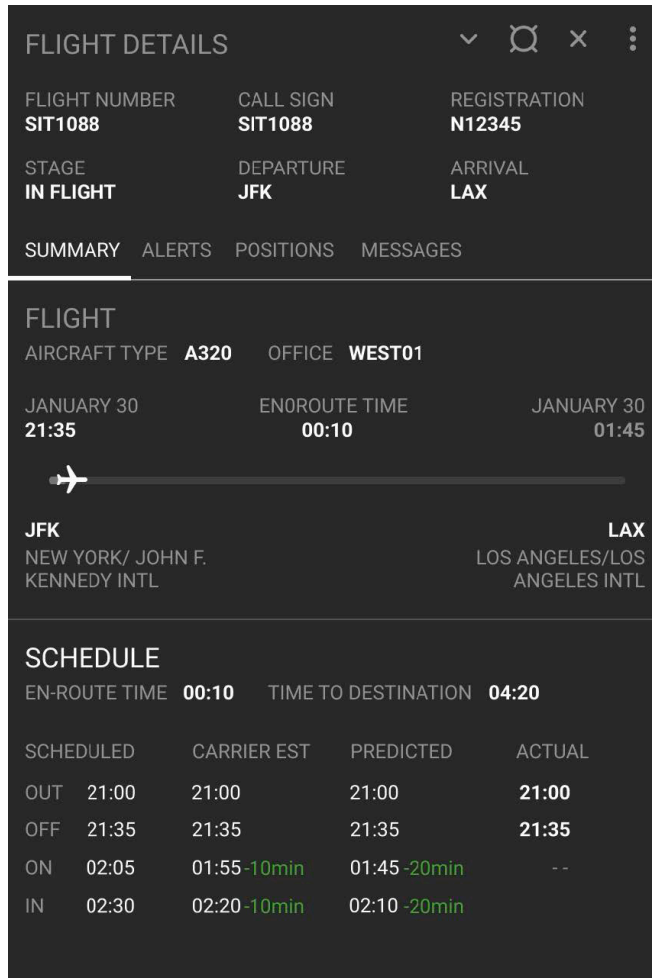 FLIGHT DETAILS
FLIGHT NUMBER CALL SIGN REGISTRATION
SIT1088 SIT1088 N12345
STAGE DEPARTURE ARRIVAL
IN FLIGHT JFK LAX
SUMMARY ALERTS POSITIONS MESSAGES
FLIGHT
AIRCRAFT TYPE A320 OFFICE WEST01
JANUARY 30 EN0ROUTE TIME JANUARY 30
21:35 00:10 01:45
JFK LAX
NEW YORK/ JOHN F. LOS ANGELES/LOS
KENNEDY INTL ANGELES INTL
SCHEDULE
EN-ROUTE TIME 00:10 TIME TO DESTINATION 04:20
SCHEDULED CARRIER EST PREDICTED ACTUAL
OUT 21:00 21:00 21:00 21:00
OFF 21:35 21:35 21:35 21:35
ON 02:05 01:55 -10min 01:45 -20min --
IN 02:30 02:20 -10min 02:10 -20min